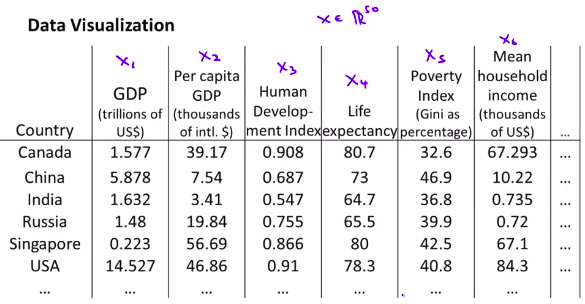 Data Visualization
x ∈ ℝ⁵⁰
x₁ x₂ x₃ x₄ x₅ x₆
Country GDP (trillions of US$) Per capita GDP (thousands of intl. $) Human Develop-ment Index Life expectancy Poverty Index (Gini as percentage) Mean household income (thousands of US$) ...
Canada 1.577 39.17 0.908 80.7 32.6 67.293 ...
China 5.878 7.54 0.687 73 46.9 10.22 ...
India 1.632 3.41 0.547 64.7 36.8 0.735 ...
Russia 1.48 19.84 0.755 65.5 39.9 0.72 ...
Singapore 0.223 56.69 0.866 80 42.5 67.1 ...
USA 14.527 46.86 0.91 78.3 40.8 84.3 ...
... ... ... ... ... ... ...